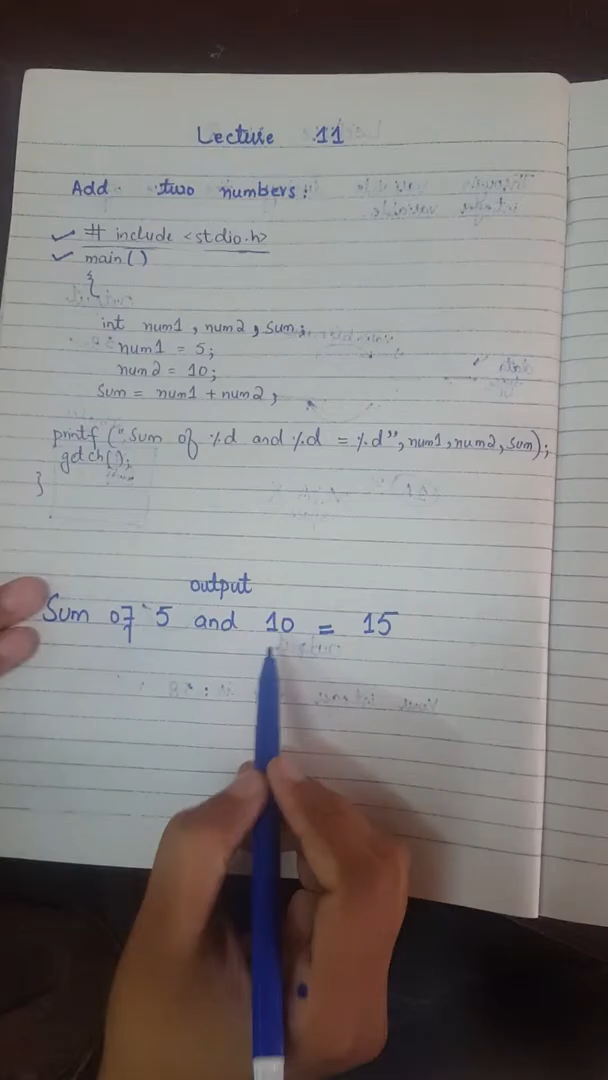 Lecture 11
Add two numbers:
# include <stdio.h>
main()
{
int num1, num2, sum;
num1 = 5;
num2 = 10;
sum = num1 + num2,
printf ("Sum of %d and %d = %d", num1, num2, sum);
getch();
}
output
Sum of 5 and 10 = 15